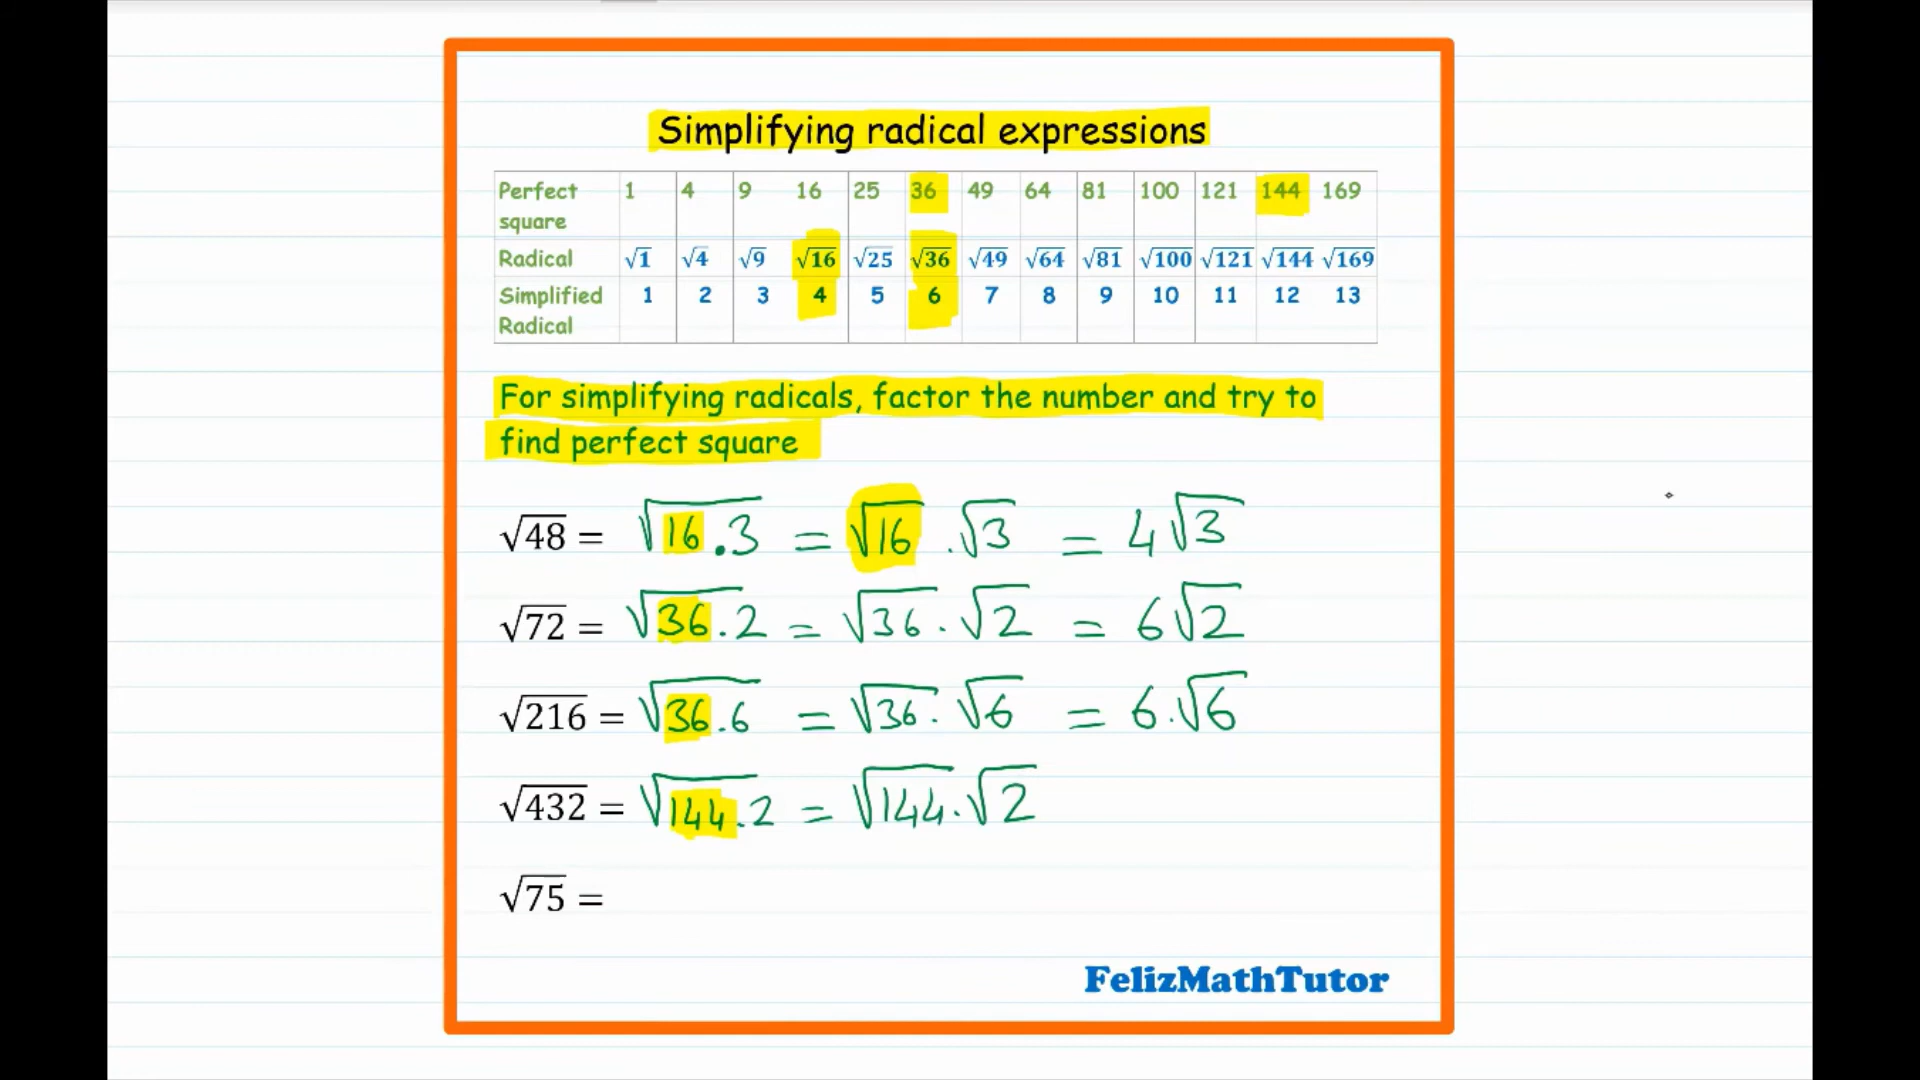 Simplifying radical expressions
Perfect square 1 4 9 16 25 36 49 64 81 100 121 144 169
Radical √1 √4 √9 √16 √25 √36 √49 √64 √81 √100 √121 √144 √169
Simplified Radical 1 2 3 4 5 6 7 8 9 10 11 12 13
For simplifying radicals, factor the number and try to
find perfect square
√48 = √16.3 = √16 .√3 = 4√3
√72 = √36.2 = √36.√2 = 6√2
√216 = √36.6 = √36.√6 = 6.√6
√432 = √144.2 = √144.√2
√75 =
FelizMathTutor